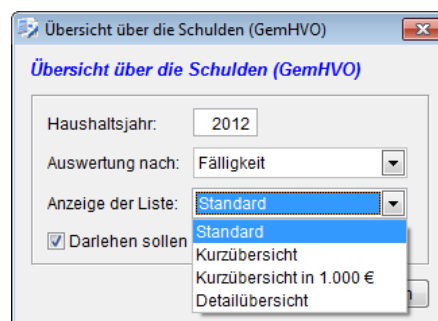 Übersicht über die Schulden (GemHVO)
Übersicht über die Schulden (GemHVO)
Haushaltsjahr: 2012
Auswertung nach: Fälligkeit
Anzeige der Liste: Standard
Darlehen sollen
Standard
Kurzübersicht
Kurzübersicht in 1.000 €
Detailübersicht